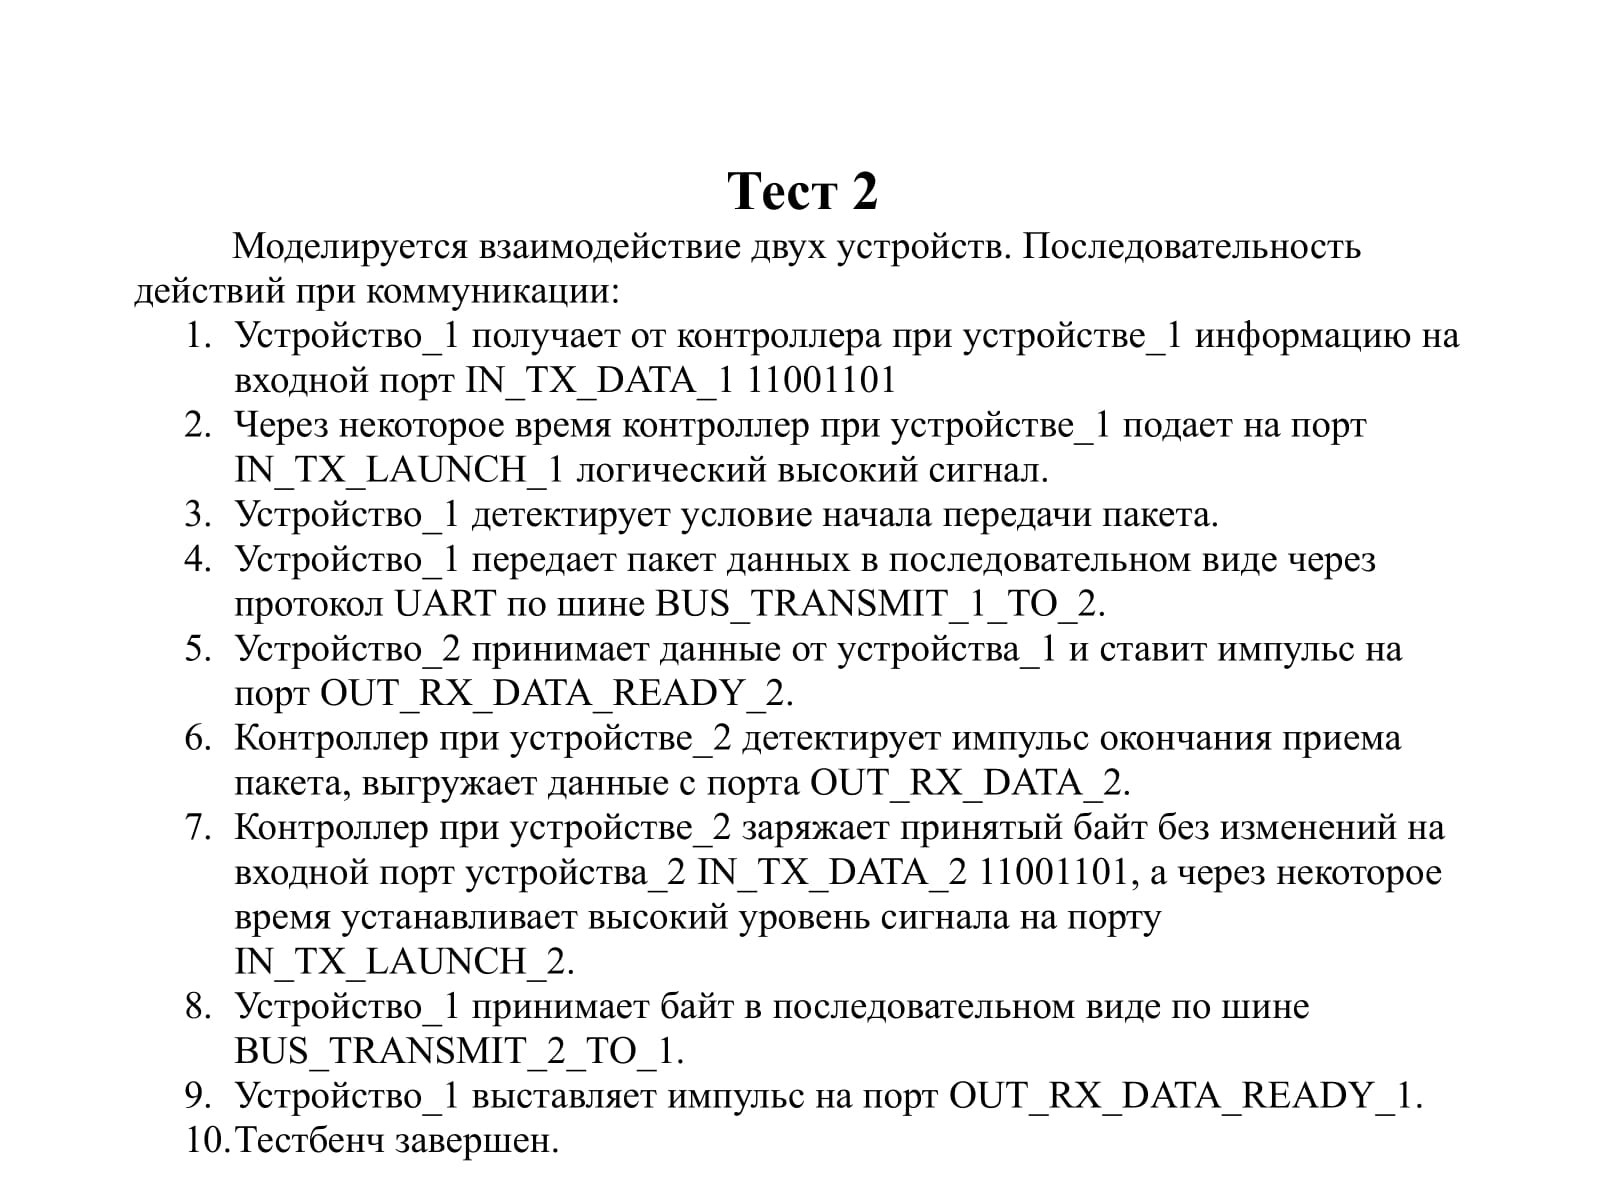 Тест 2
Моделируется взаимодействие двух устройств. Последовательность
действий при коммуникации:
1. Устройство_1 получает от контроллера при устройстве_1 информацию на
входной порт IN_TX_DATA_1 11001101
2. Через некоторое время контроллер при устройстве_1 подает на порт
IN_TX_LAUNCH_1 логический высокий сигнал.
3. Устройство_1 детектирует условие начала передачи пакета.
4. Устройство_1 передает пакет данных в последовательном виде через
протокол UART по шине BUS_TRANSMIT_1_TO_2.
5. Устройство_2 принимает данные от устройства_1 и ставит импульс на
порт OUT_RX_DATA_READY_2.
6. Контроллер при устройстве_2 детектирует импульс окончания приема
пакета, выгружает данные с порта OUT_RX_DATA_2.
7. Контроллер при устройстве_2 заряжает принятый байт без изменений на
входной порт устройства_2 IN_TX_DATA_2 11001101, а через некоторое
время устанавливает высокий уровень сигнала на порту
IN_TX_LAUNCH_2.
8. Устройство_1 принимает байт в последовательном виде по шине
BUS_TRANSMIT_2_TO_1.
9. Устройство_1 выставляет импульс на порт OUT_RX_DATA_READY_1.
10. Тестбенч завершен.